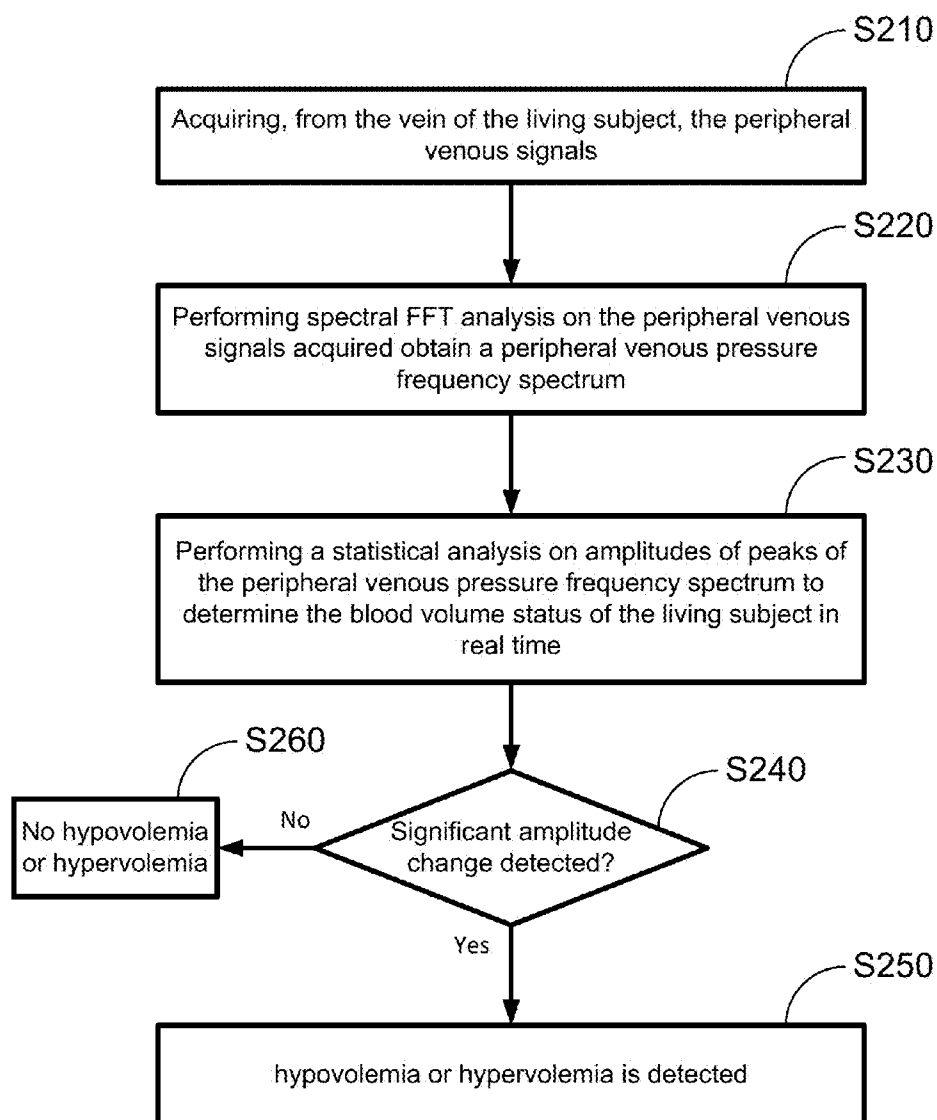 S210
Acquiring, from the vein of the living subject, the peripheral
venous signals
S220
Performing spectral FFT analysis on the peripheral venous
signals acquired obtain a peripheral venous pressure
frequency spectrum
S230
Performing a statistical analysis on amplitudes of peaks of
the peripheral venous pressure frequency spectrum to
determine the blood volume status of the living subject in
real time
S260
S240
No hypovolemia
or hypervolemia
No
Significant amplitude
change detected?
Yes
S250
hypovolemia or hypervolemia is detected